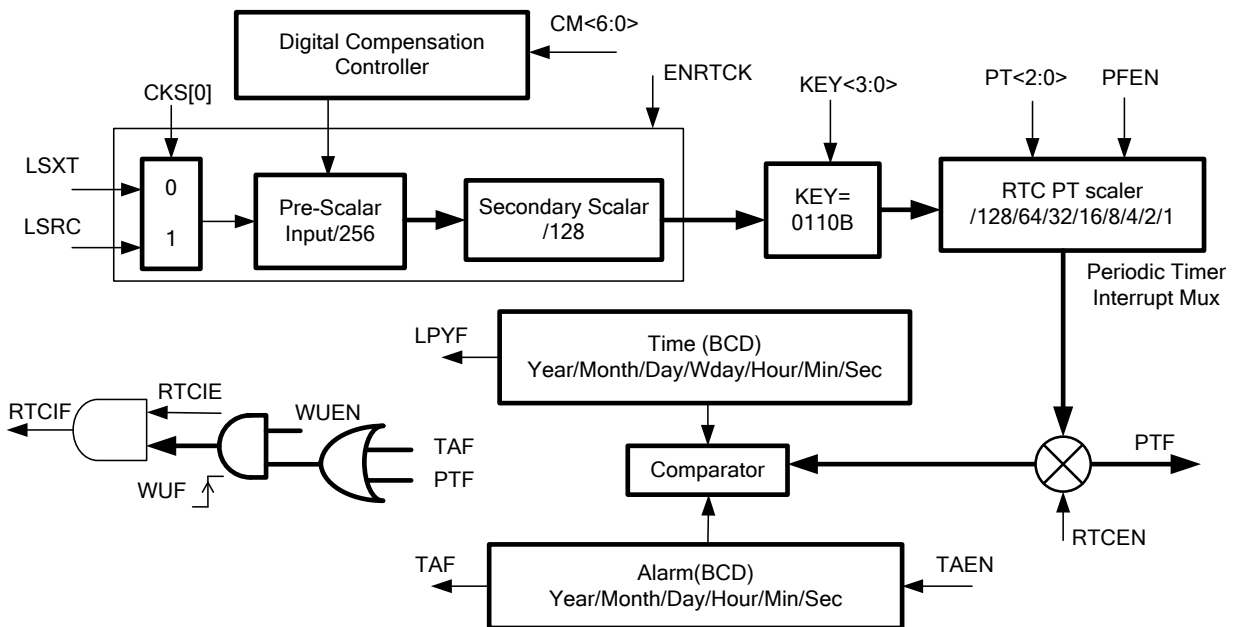 Digital Compensation
Controller
CM<6:0>
ENRTCK
CKS[0]
KEY<3:0>
PT<2:0>
PFEN
LSXT
LSRC
0
1
Pre-Scalar
Input/256
Secondary Scalar
/128
KEY=
0110B
RTC PT scaler
/128/64/32/16/8/4/2/1
Periodic Timer
Interrupt Mux
LPYF
Time (BCD)
Year/Month/Day/Wday/Hour/Min/Sec
RTCIF
RTCIE
WUEN
TAF
PTF
WUF
Comparator
PTF
RTCEN
TAF
Alarm(BCD)
Year/Month/Day/Hour/Min/Sec
TAEN